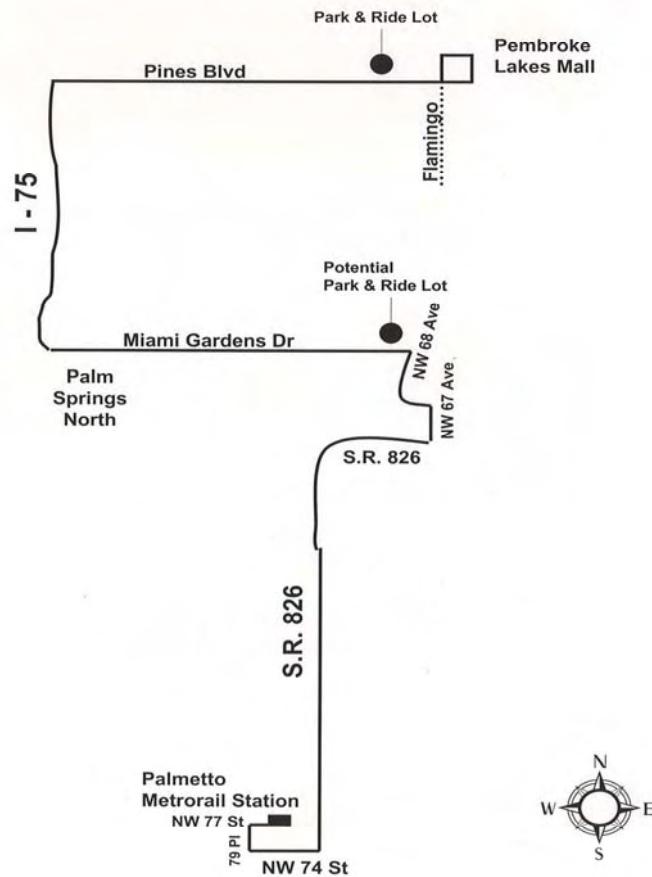 Park & Ride Lot
Pembroke
Lakes Mall
Pines Blvd
Flamingo
I - 75
Potential
Park & Ride Lot
Miami Gardens Dr
NW 68 Ave
NW 67 Ave
Palm
Springs
North
S.R. 826
S.R. 826
Palmetto
Metrorail Station
NW 77 St
79 Pl
NW 74 St
N
W
E
S